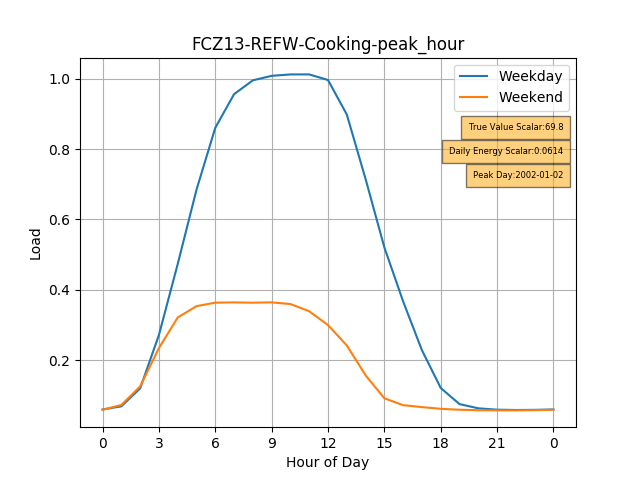 FCZ13-REFW-Cooking-peak_hour
Weekday
Weekend
True Value Scalar:69.8
Daily Energy Scalar:0.0614
Peak Day:2002-01-02
Load
1.0
0.8
0.6
0.4
0.2
0 3 6 9 12 15 18 21 0
Hour of Day